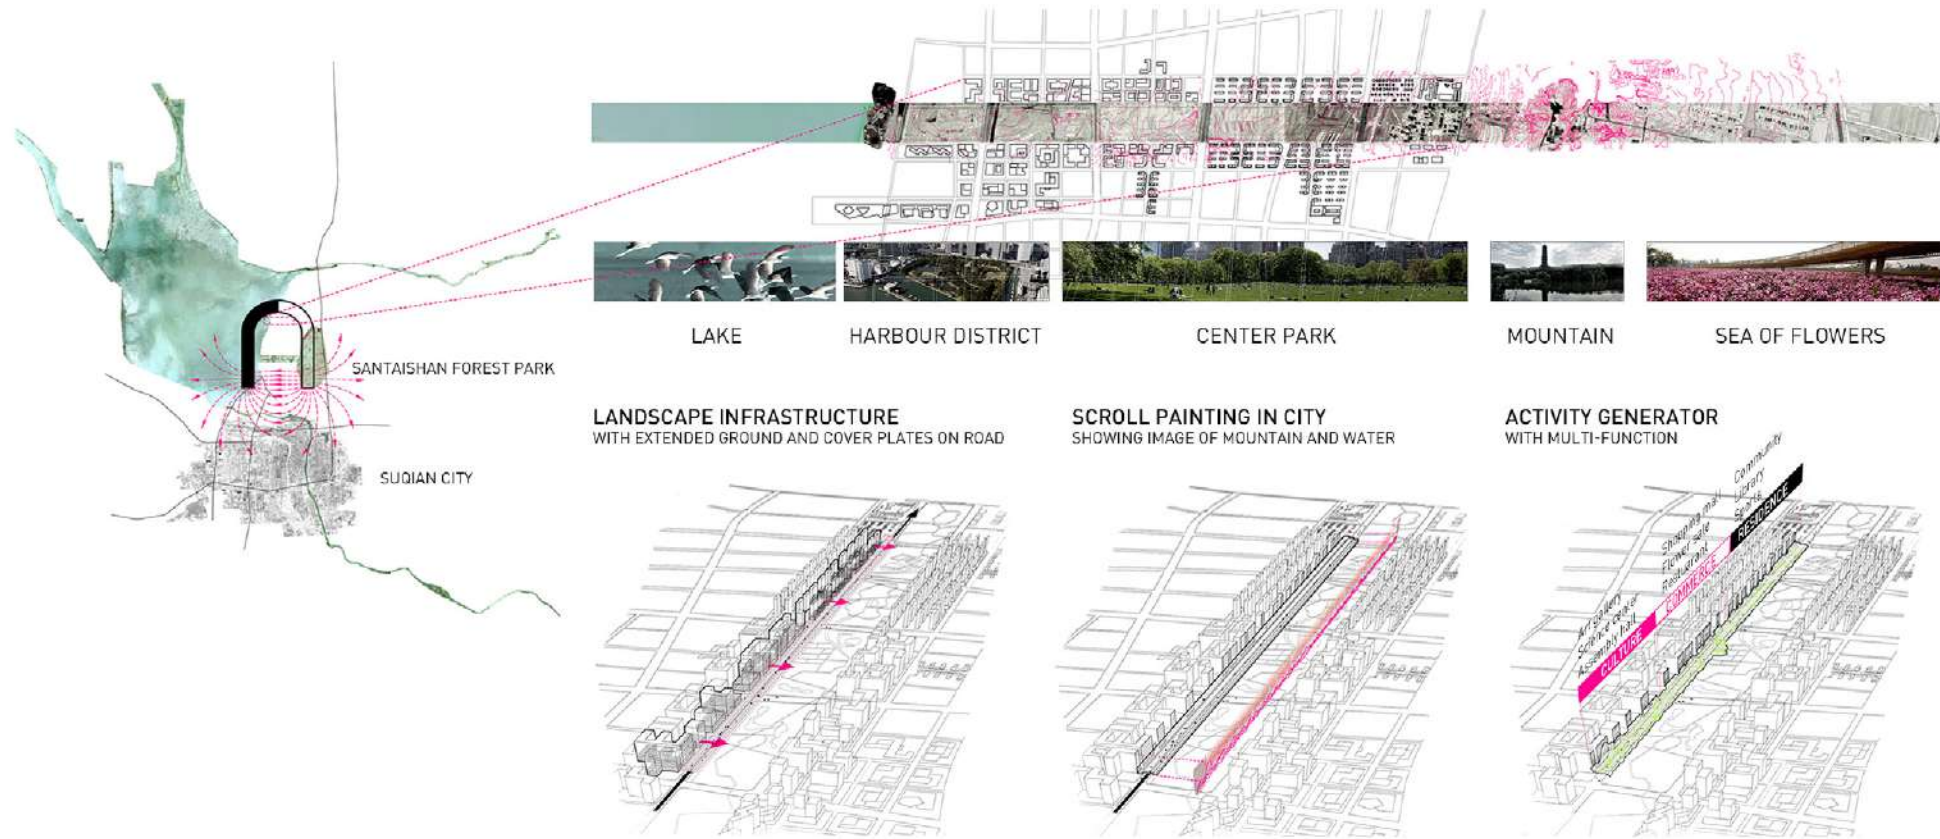 SANTAISHAN FOREST PARK
SUQIAN CITY
LAKE
HARBOUR DISTRICT
CENTER PARK
MOUNTAIN
SEA OF FLOWERS
LANDSCAPE INFRASTRUCTURE
WITH EXTENDED GROUND AND COVER PLATES ON ROAD
SCROLL PAINTING IN CITY
SHOWING IMAGE OF MOUNTAIN AND WATER
ACTIVITY GENERATOR
WITH MULTI-FUNCTION
Art gallery
Science center
Assembly hall
CULTURE
Shopping mall
Flower sale
Restaurant
COMMERCE
Community
Library
Sports
RESIDENCE